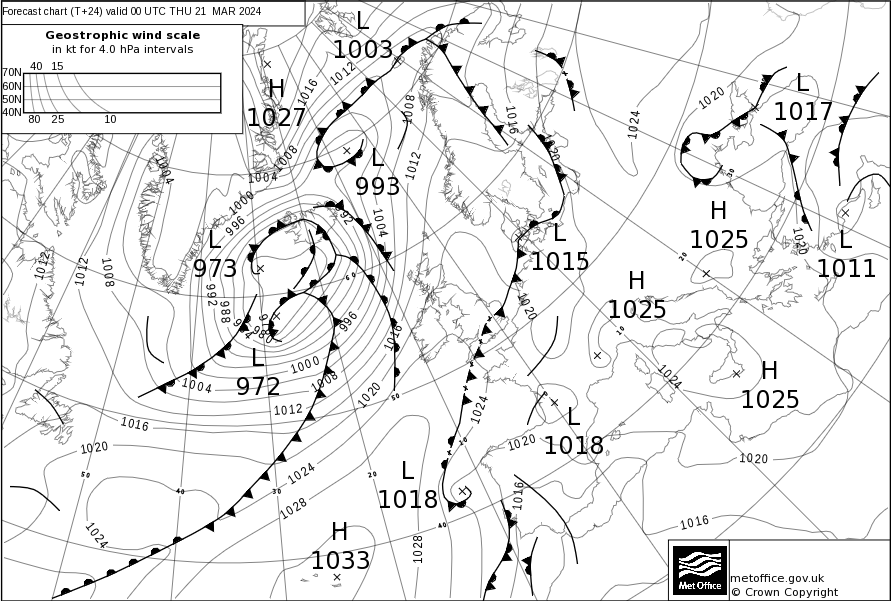 Forecast chart (T+24) valid 00 UTC THU 21 MAR 2024
Geostrophic wind scale
in kt for 4.0 hPa intervals
40 15
70N
60N
50N
40N
80 25 10
L
1003
H
1027
L
993
L
1017
L
973
L
1015
H
1025
L
1011
H
1025
L
972
H
1025
L
1018
L
1018
H
1033
1016
1012
1008
1008
1012
1016
1020
1024
1020
1004
1004
1000
996
992
1004
1012
1012
1008
992
988
980
996
1016
1020
1020
1000
1004
1008
1012
1020
1016
1024
1024
1020
1020
1020
1024
1028
1024
1016
1016
1028
60
50
50
40
30
20
10
40
20
10
30
Met Office
metoffice.gov.uk
© Crown Copyright